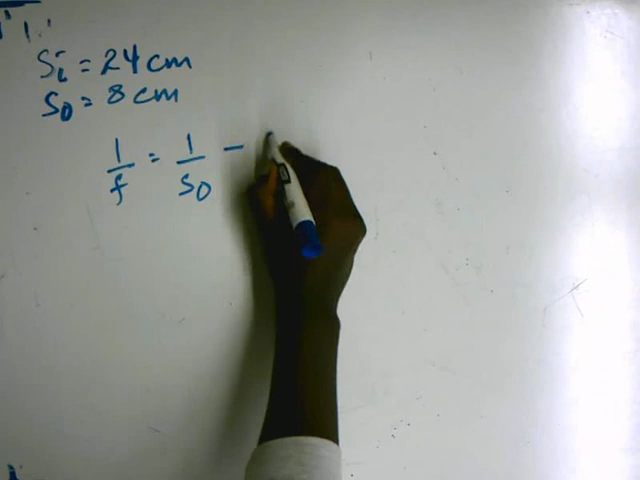 Si = 24 cm
So = 8 cm
1/f = 1/So -